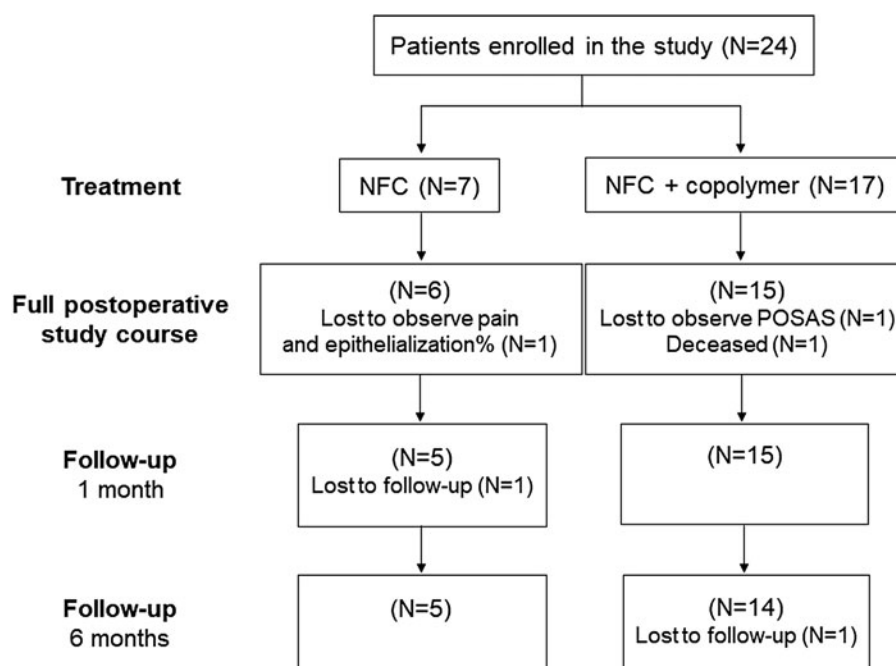 Patients enrolled in the study (N=24)
Treatment
NFC (N=7)
NFC + copolymer (N=17)
Full postoperative
study course
(N=6)
Lost to observe pain
and epithelialization% (N=1)
(N=15)
Lost to observe POSAS (N=1)
Deceased (N=1)
Follow-up
1 month
(N=5)
Lost to follow-up (N=1)
(N=15)
Follow-up
6 months
(N=5)
(N=14)
Lost to follow-up (N=1)